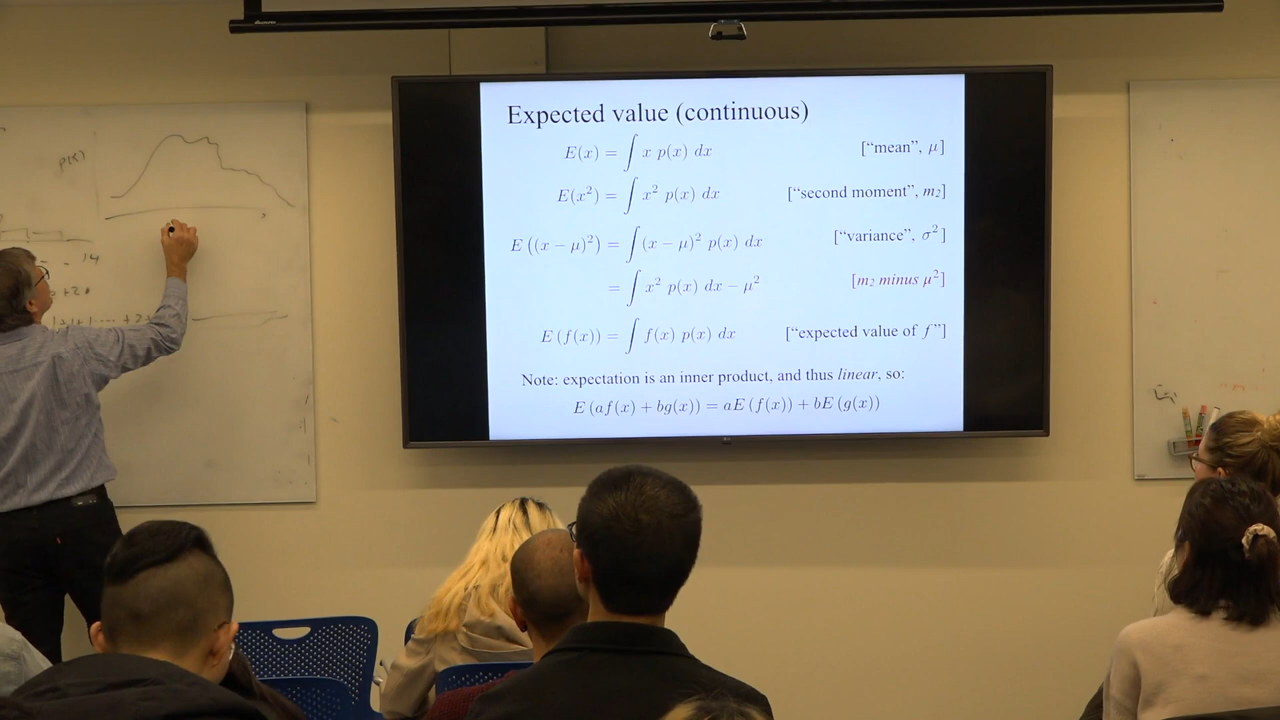 Expected value (continuous)
E(x) = ∫ x p(x) dx ["mean", μ]
E(x²) = ∫ x² p(x) dx ["second moment", m₂]
E((x − μ)²) = ∫ (x − μ)² p(x) dx ["variance", σ²]
= ∫ x² p(x) dx − μ² [m₂ minus μ²]
E(f(x)) = ∫ f(x) p(x) dx ["expected value of f"]
Note: expectation is an inner product, and thus linear, so:
E(af(x) + bg(x)) = aE(f(x)) + bE(g(x))